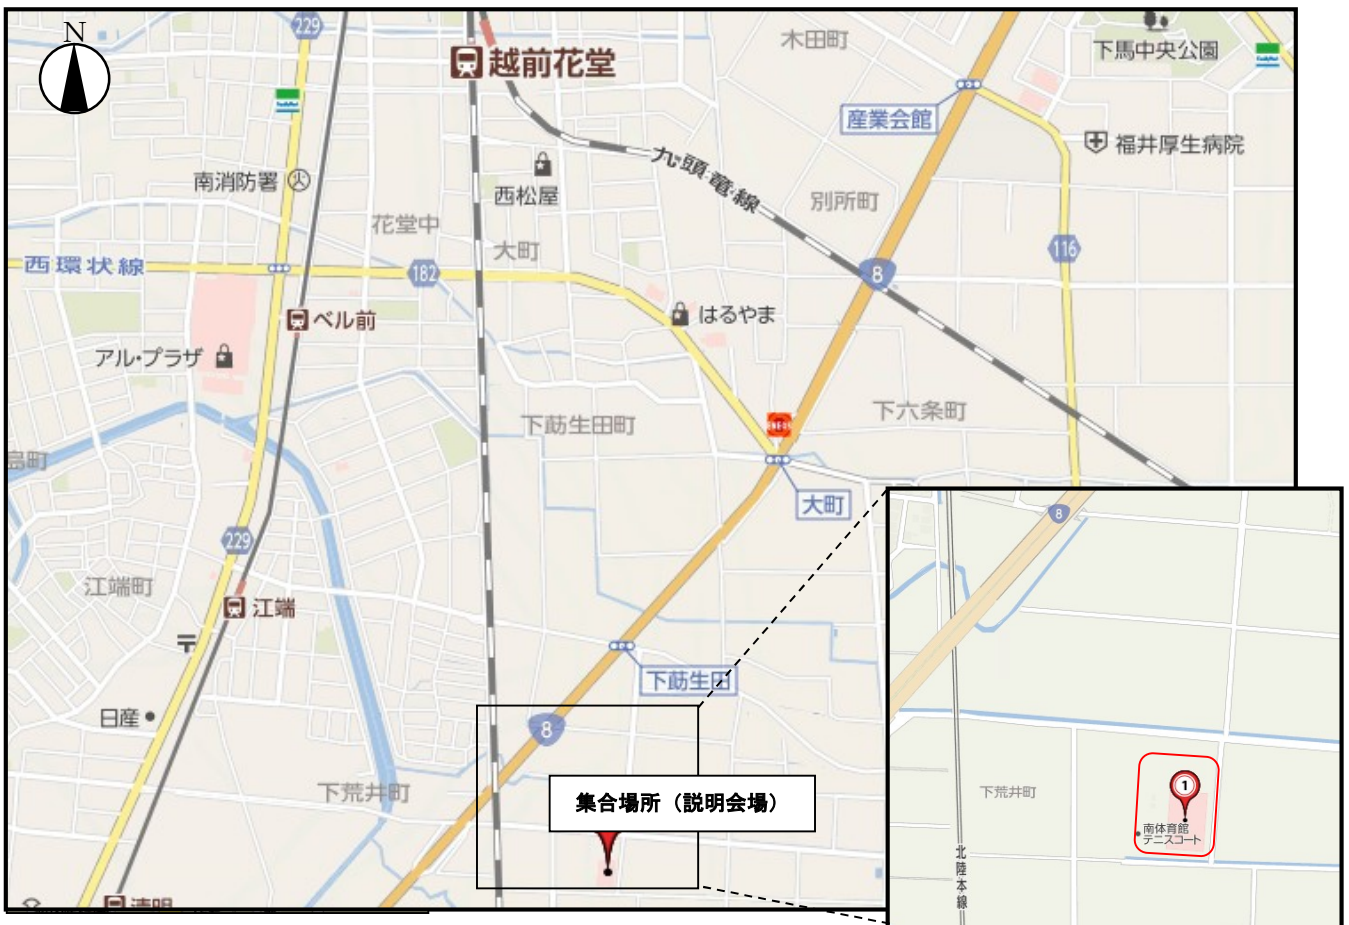 N
229
越前花堂
木田町
下馬中央公園
FamilyMart
FamilyMart
産業会館
福井厚生病院
南消防署
西松屋
九頭竜線
別所町
花堂中
大町
116
西環状線
182
8
ベル前
はるやま
アル・プラザ
下莇生田町
ENEOS
下六条町
島町
大町
8
229
江端町
江端
下莇生田
日産
8
下荒井町
集合場所（説明会場）
下荒井町
1
南体育館
テニスコート
北陸本線
清明